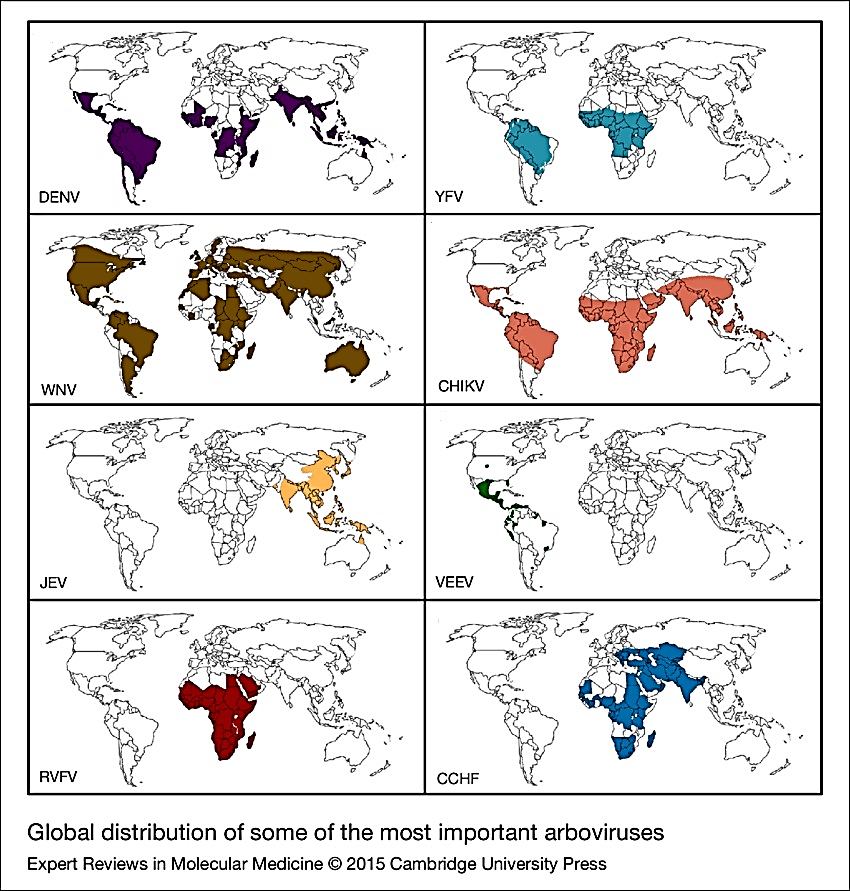 DENV
YFV
WNV
CHIKV
JEV
VEEV
RVFV
CCHF
Global distribution of some of the most important arboviruses
Expert Reviews in Molecular Medicine © 2015 Cambridge University Press